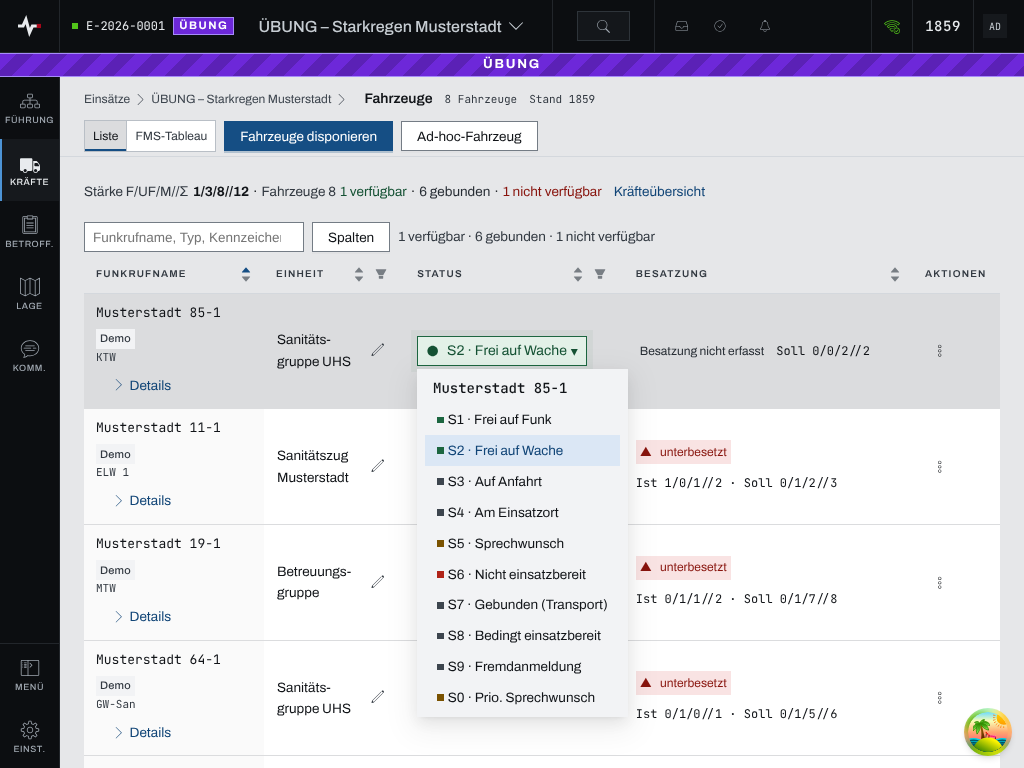 E-2026-0001 ÜBUNG ÜBUNG – Starkregen Musterstadt 1859 AD
ÜBUNG
FÜHRUNG
KRÄFTE
BETROFF.
LAGE
KOMM.
MENÜ
EINST.
Einsätze ÜBUNG – Starkregen Musterstadt Fahrzeuge 8 Fahrzeuge Stand 1859
Liste FMS-Tableau Fahrzeuge disponieren Ad-hoc-Fahrzeug
Stärke F/UF/M//Σ 1/3/8//12 · Fahrzeuge 8 1 verfügbar · 6 gebunden · 1 nicht verfügbar Kräfteübersicht
Funkrufname, Typ, Kennzeichen Spalten 1 verfügbar · 6 gebunden · 1 nicht verfügbar
FUNKRUFNAME EINHEIT STATUS BESATZUNG AKTIONEN
Musterstadt 85-1
Demo
KTW
Details
Sanitäts-
gruppe UHS
S2 · Frei auf Wache
Besatzung nicht erfasst Soll 0/0/2//2
Musterstadt 85-1
S1 · Frei auf Funk
S2 · Frei auf Wache
S3 · Auf Anfahrt
S4 · Am Einsatzort
S5 · Sprechwunsch
S6 · Nicht einsatzbereit
S7 · Gebunden (Transport)
S8 · Bedingt einsatzbereit
S9 · Fremdanmeldung
S0 · Prio. Sprechwunsch
Musterstadt 11-1
Demo
ELW 1
Details
Sanitätszug
Musterstadt
unterbesetzt
Ist 1/0/1//2 · Soll 0/1/2//3
Musterstadt 19-1
Demo
MTW
Details
Betreuungs-
gruppe
unterbesetzt
Ist 0/1/1//2 · Soll 0/1/7//8
Musterstadt 64-1
Demo
GW-San
Details
Sanitäts-
gruppe UHS
unterbesetzt
Ist 0/1/0//1 · Soll 0/1/5//6